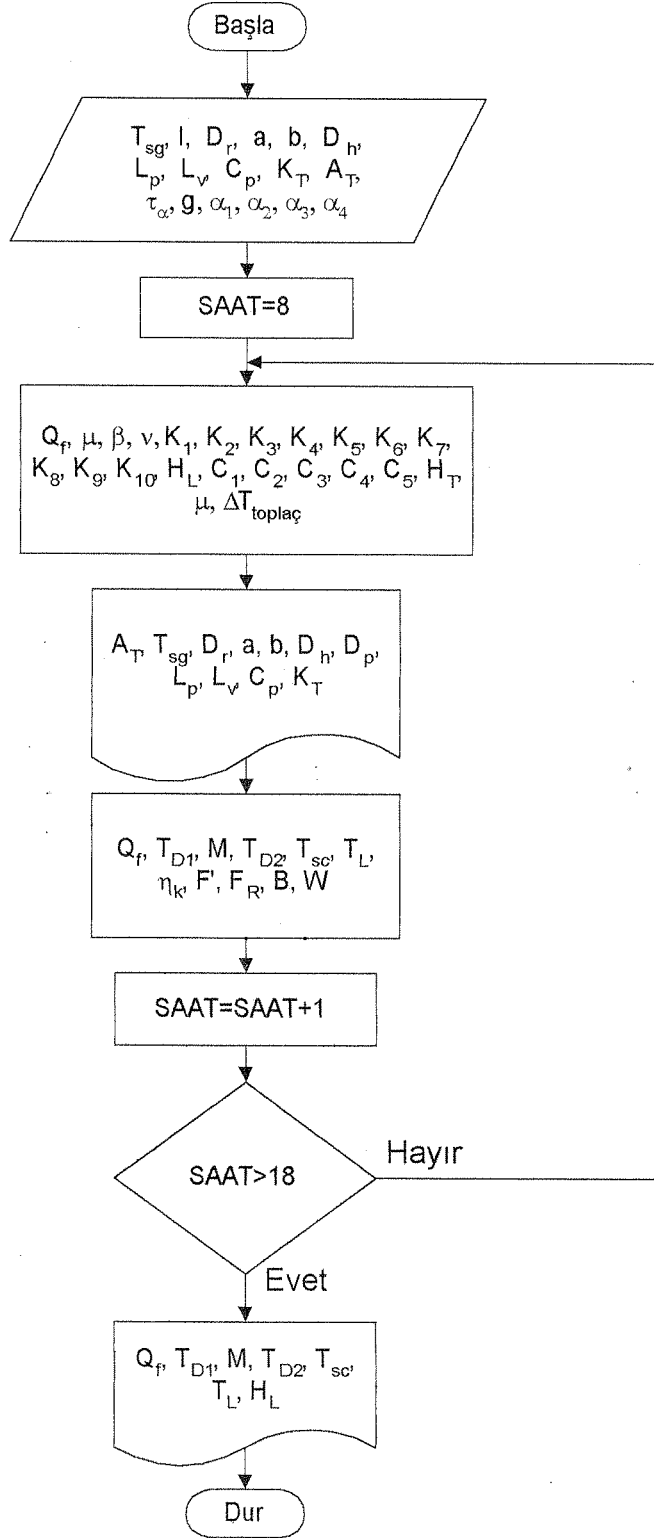 Başla
T_sg, I, D_r, a, b, D_h,
L_p, L_v, C_p, K_T, A_T,
τ_α, g, α_1, α_2, α_3, α_4
SAAT=8
Q_f, μ, β, ν, K_1, K_2, K_3, K_4, K_5, K_6, K_7,
K_8, K_9, K_10, H_L, C_1, C_2, C_3, C_4, C_5, H_T,
μ, ΔT_toplaç
A_T, T_sg, D_r, a, b, D_h, D_p,
L_p, L_v, C_p, K_T
Q_f, T_D1, M, T_D2, T_sc, T_L,
η_k, F', F_R, B, W
SAAT=SAAT+1
SAAT>18
Hayır
Evet
Q_f, T_D1, M, T_D2, T_sc,
T_L, H_L
Dur